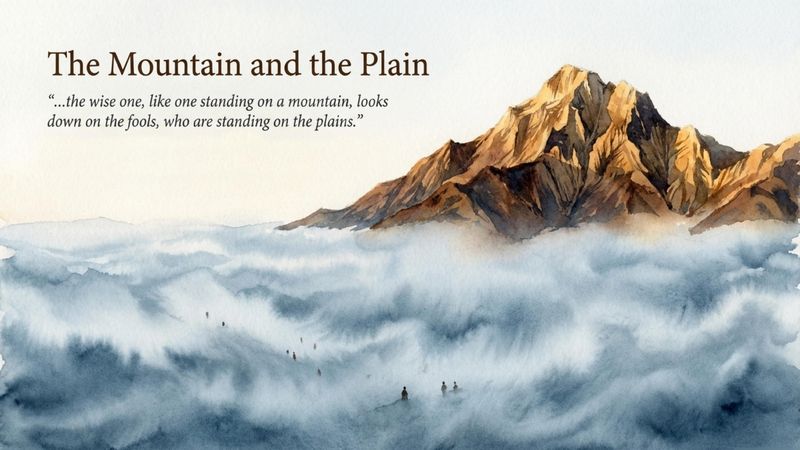 The Mountain and the Plain
“...the wise one, like one standing on a mountain, looks
down on the fools, who are standing on the plains.”